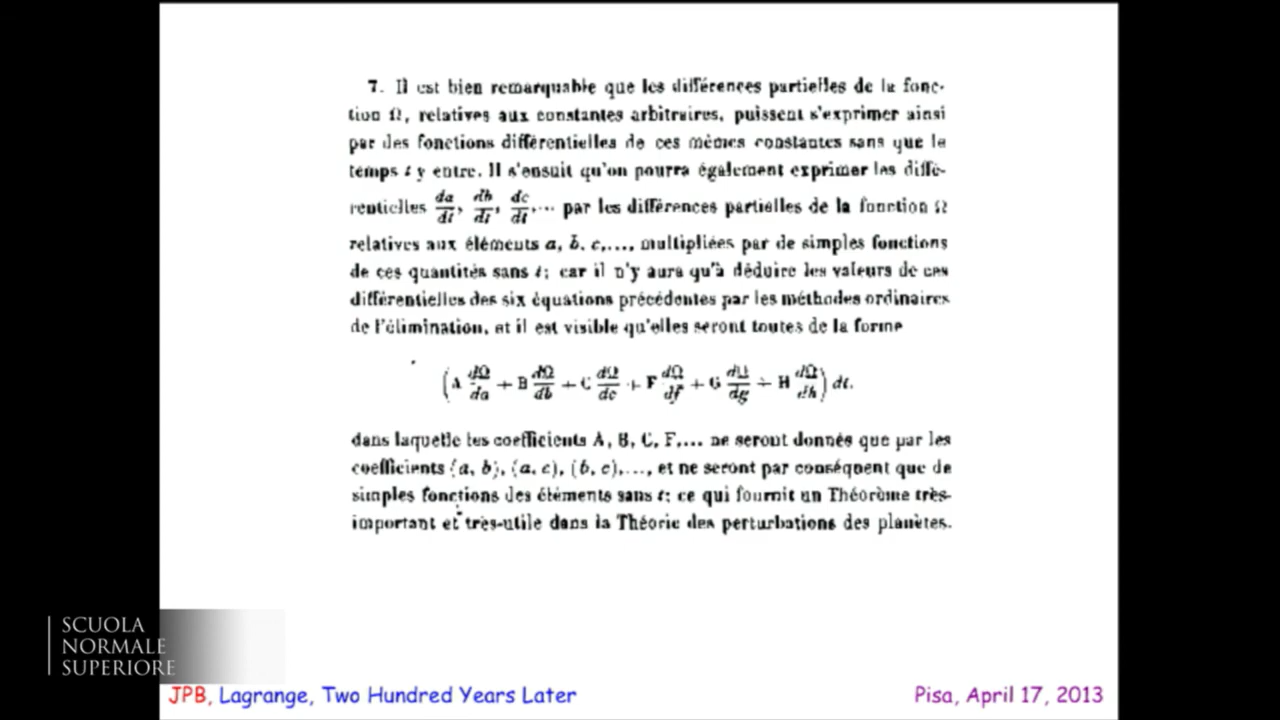 7. Il est bien remarquable que les différences partielles de la fonc-
tion Ω, relatives aux constantes arbitraires, puissent s'exprimer ainsi
par des fonctions différentielles de ces mêmes constantes sans que le
temps t y entre. Il s'ensuit qu'on pourra également exprimer les diffé-
rentielles da/dt, db/dt, dc/dt,... par les différences partielles de la fonction Ω
relatives aux éléments a, b, c,..., multipliées par de simples fonctions
de ces quantités sans t; car il n'y aura qu'à déduire les valeurs de ces
différentielles des six équations précédentes par les méthodes ordinaires
de l'élimination, et il est visible qu'elles seront toutes de la forme
(A dΩ/da + B dΩ/db + C dΩ/dc + F dΩ/df + G dΩ/dg + H dΩ/dh) dt.
dans laquelle les coefficients A, B, C, F,... ne seront donnés que par les
coefficients (a, b), (a, c), (b, c),..., et ne seront par conséquent que de
simples fonctions des éléments sans t; ce qui fournit un Théorème très-
important et très-utile dans la Théorie des perturbations des planètes.
SCUOLA
NORMALE
SUPERIORE
JPB, Lagrange, Two Hundred Years Later
Pisa, April 17, 2013